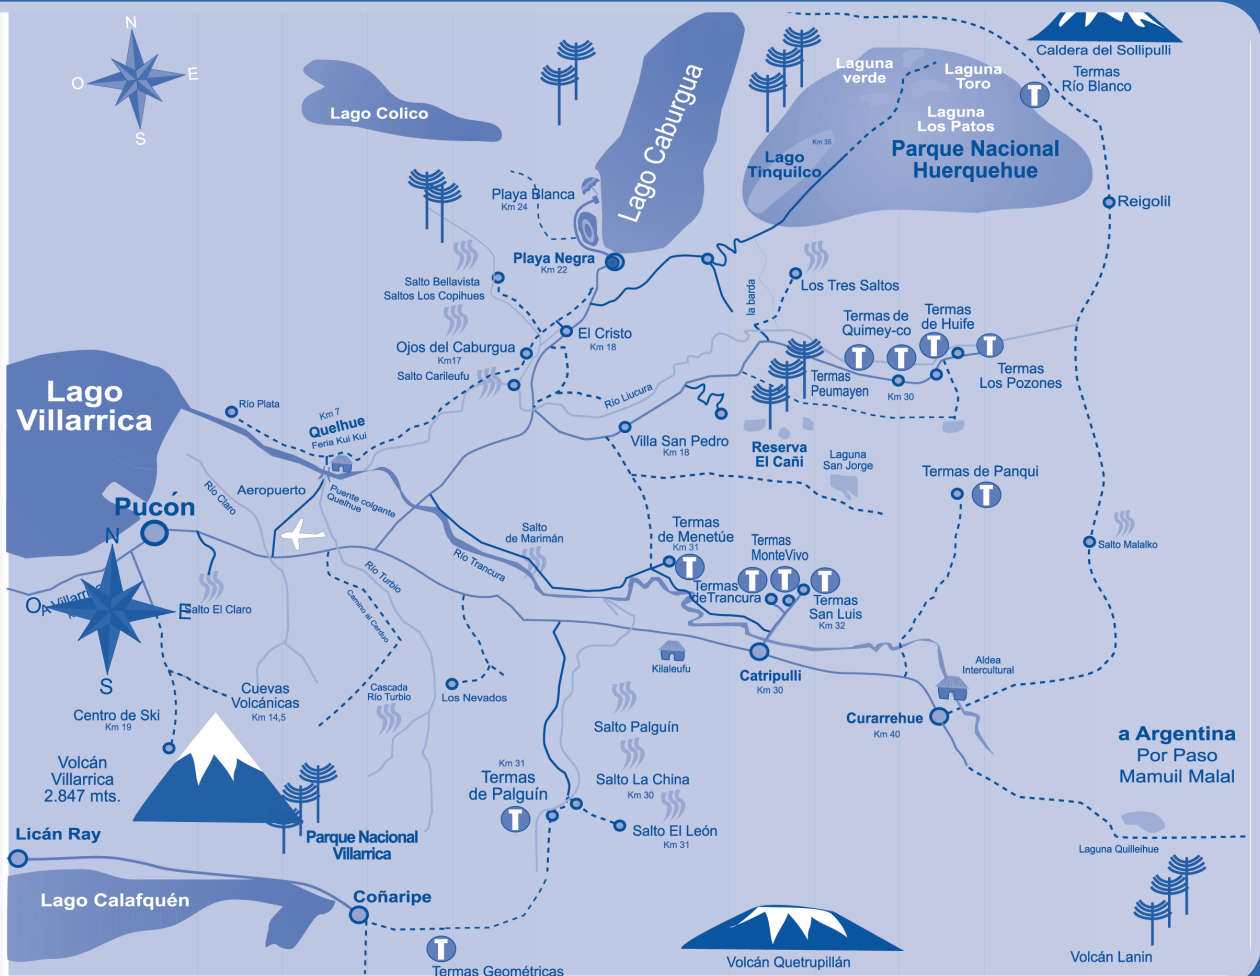 N
O
E
S
Lago Colico
Lago Caburgua
Laguna
verde
Laguna
Toro
Laguna
Los Patos
Parque Nacional
Huerquehue
Lago
Tinquilco
Km 35
Caldera del Sollipulli
Termas
Río Blanco
Reigolil
Playa Blanca
Km 24
Playa Negra
Km 22
Salto Bellavista
Saltos Los Copihues
Ojos del Caburgua
Km17
Salto Carileufu
El Cristo
Km 18
la barda
Los Tres Saltos
Termas de
Quimey-co
Termas
de Huife
Termas
Los Pozones
Termas
Peumayen
Km 30
Lago
Villarrica
Río Plata
Km 7
Quelhue
Feria Kui Kui
Río Liucura
Villa San Pedro
Km 18
Reserva
El Cañi
Laguna
San Jorge
Termas de Panqui
Pucón
Río Claro
Aeropuerto
Puente colgante
Quelhue
Salto
de Marimán
Río Trancura
Río Turbio
Camino al Cerduo
Termas
de Menetúe
Km 31
Termas
MonteVivo
Termas
deTrancura
Termas
San Luis
Km 32
Salto Malalko
N
O
E
S
Salto El Claro
Kilaleufu
Catripulli
Km 30
Aldea
Intercultural
Curarrehue
Km 40
Cuevas
Volcánicas
Km 14,5
Cascada
Río Turbio
Los Nevados
Centro de Ski
Km 19
Volcán
Villarrica
2.847 mts.
Salto Palguín
Salto La China
Km 30
Salto El León
Km 31
Km 31
Termas
de Palguín
a Argentina
Por Paso
Mamuil Malal
Laguna Quilleihue
Licán Ray
Parque Nacional
Villarrica
Lago Calafquén
Coñaripe
Termas Geométricas
Volcán Quetrupillán
Volcán Lanin
T
T
T
T
T
T
T
T
T
T
T
T